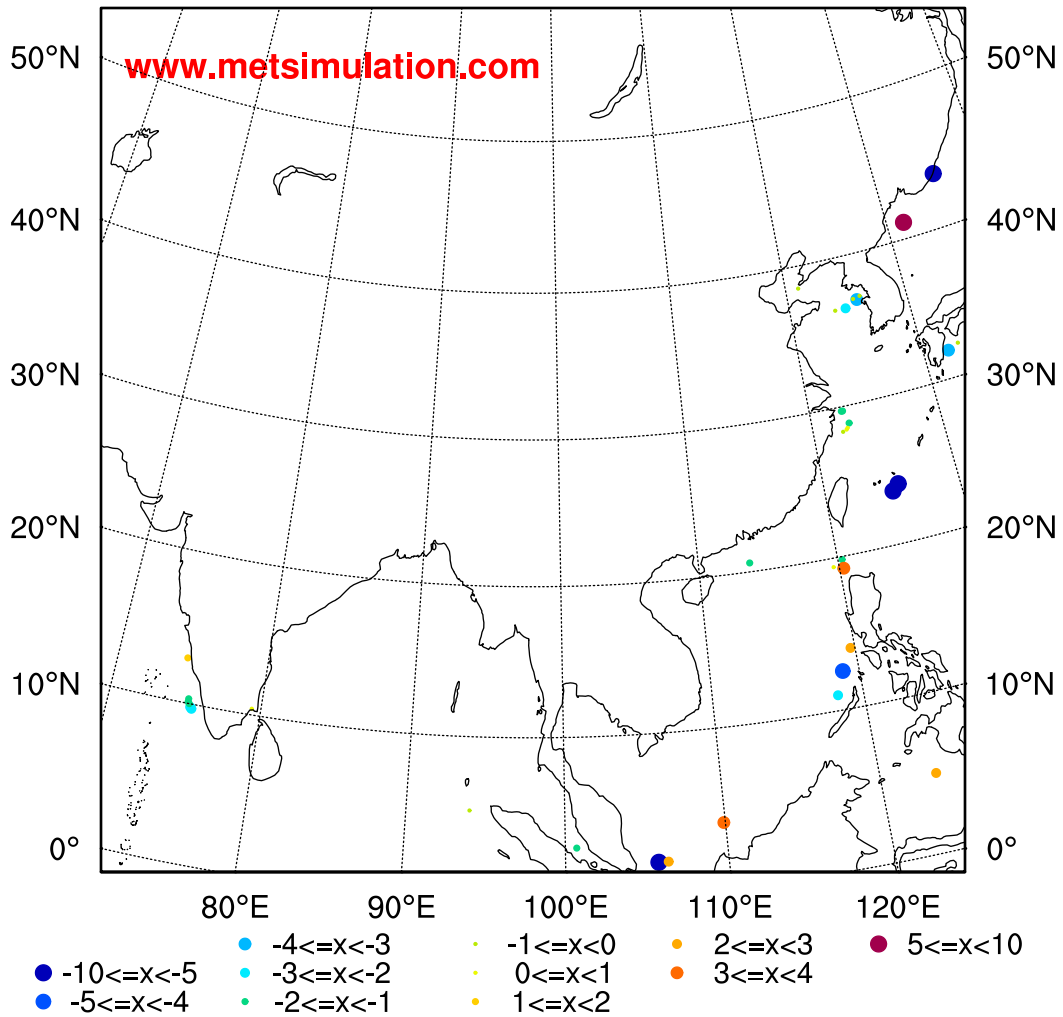 www.metsimulation.com
50°N 50°N
40°N 40°N
30°N 30°N
20°N 20°N
10°N 10°N
0° 0°
80°E 90°E 100°E 110°E 120°E
-4<=x<-3 -1<=x<0 2<=x<3 5<=x<10
-10<=x<-5 -3<=x<-2 0<=x<1 3<=x<4
-5<=x<-4 -2<=x<-1 1<=x<2